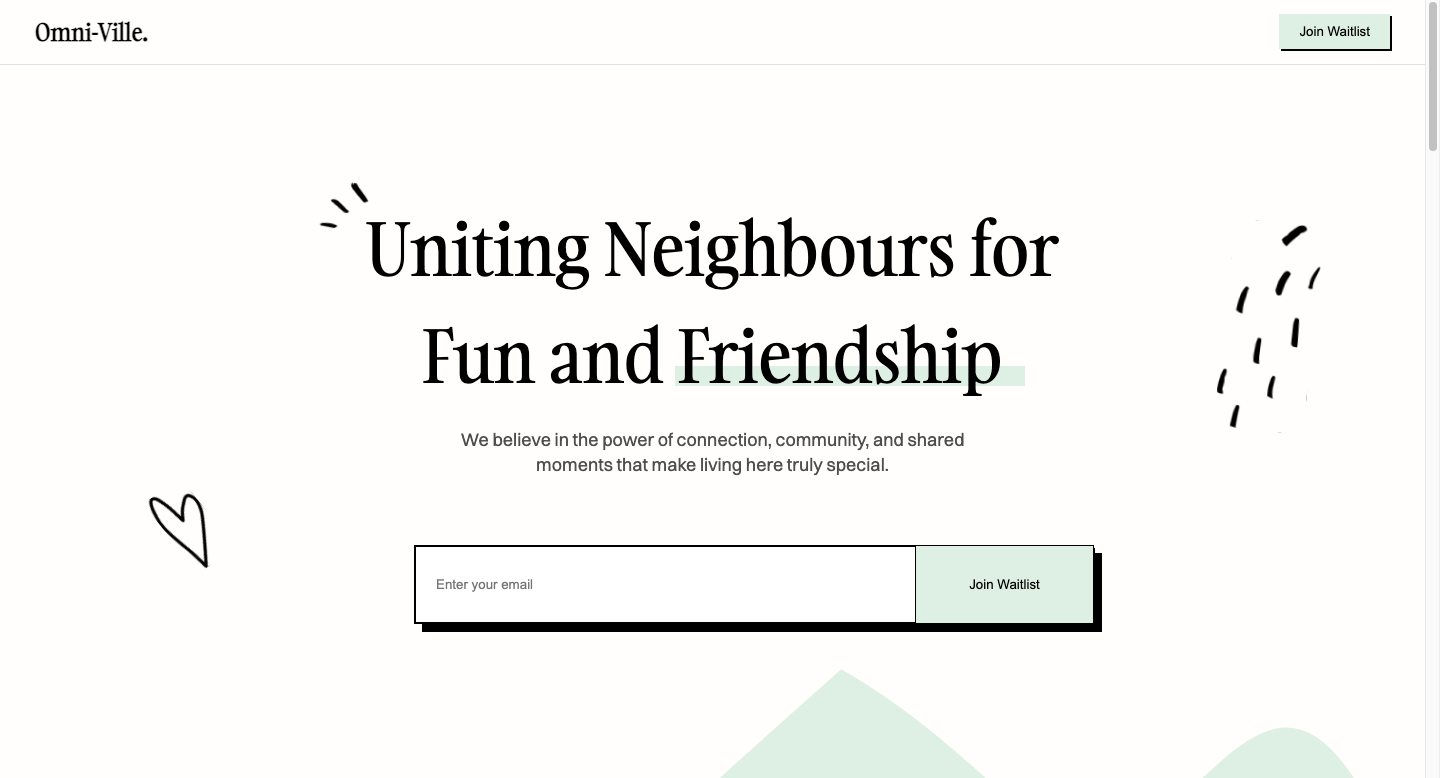 Omni-Ville.
Join Waitlist
Uniting Neighbours for
Fun and Friendship
We believe in the power of connection, community, and shared
moments that make living here truly special.
Enter your email
Join Waitlist